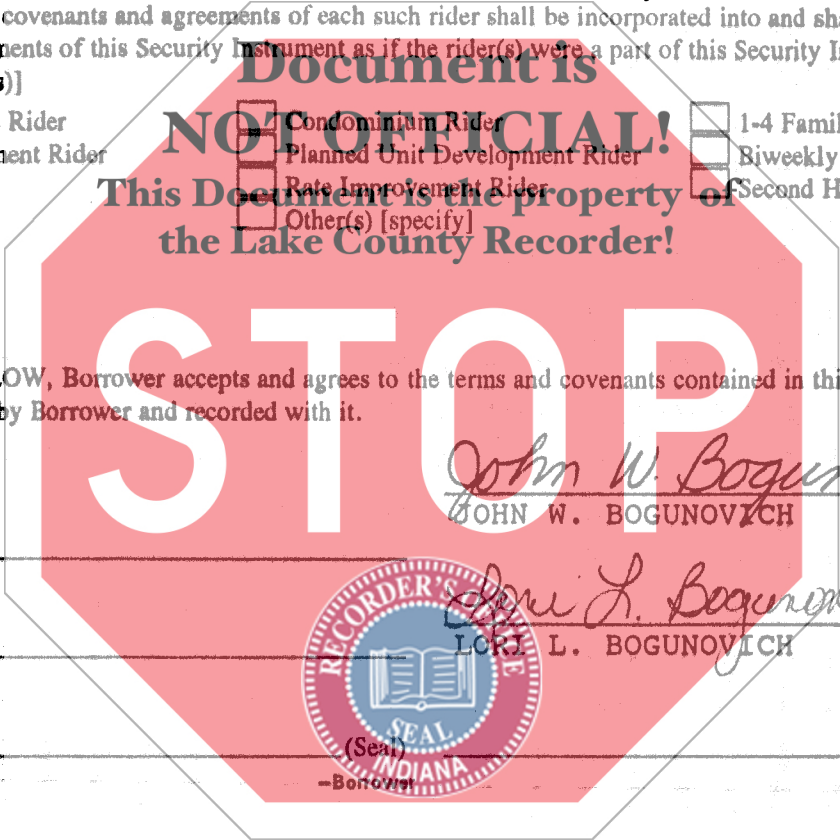 covenants and agreements of each such rider shall be incorporated into and sha
nents of this Security Instrument as if the rider(s) were a part of this Security I
s)]
Document is
Rider Condominium Rider 1-4 Famil
NOT OFFICIAL!
nent Rider Planned Unit Development Rider Biweekly
Rate Improvement Rider Second H
This Document is the property of
Other(s) [specify]
the Lake County Recorder!
STOP
OW, Borrower accepts and agrees to the terms and covenants contained in thi
by Borrower and recorded with it.
John W. Bogun
JOHN W. BOGUNOVICH
Lori L. Bogunov
LORI L. BOGUNOVICH
RECORDER'S OFFICE
SEAL
INDIANA
(Seal)
-Borrower